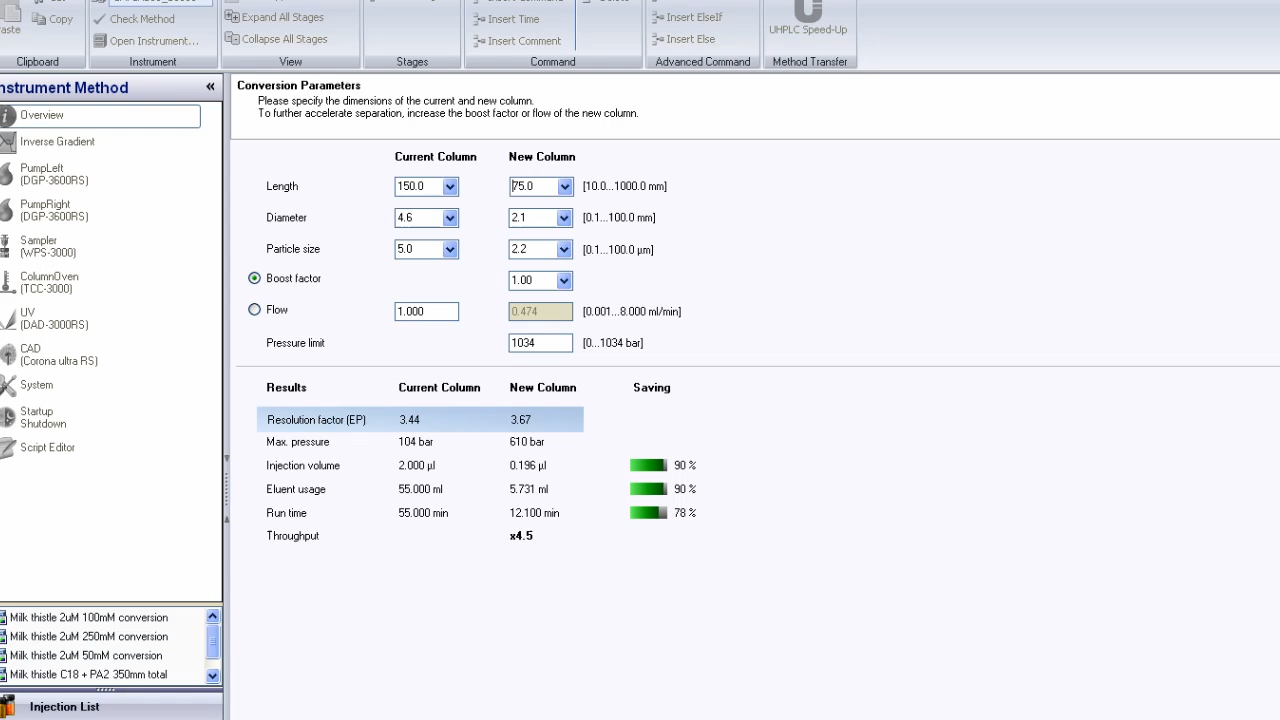 Copy
Check Method
Open Instrument...
Expand All Stages
Collapse All Stages
Insert Time
Insert Comment
Insert ElseIf
Insert Else
UHPLC Speed-Up
Clipboard
Instrument
View
Stages
Command
Advanced Command
Method Transfer
nstrument Method
«
Overview
Inverse Gradient
PumpLeft
(DGP-3600RS)
PumpRight
(DGP-3600RS)
Sampler
(WPS-3000)
ColumnOven
(TCC-3000)
UV
(DAD-3000RS)
CAD
(Corona ultra RS)
System
Startup
Shutdown
Script Editor
Milk thistle 2uM 100mM conversion
Milk thistle 2uM 250mM conversion
Milk thistle 2uM 50mM conversion
Milk thistle C18 + PA2 350mm total
Injection List
Conversion Parameters
Please specify the dimensions of the current and new column.
To further accelerate separation, increase the boost factor or flow of the new column.
Current Column New Column
Length 150.0 75.0 [10.0...1000.0 mm]
Diameter 4.6 2.1 [0.1...100.0 mm]
Particle size 5.0 2.2 [0.1...100.0 µm]
Boost factor 1.00
Flow 1.000 0.474 [0.001...8.000 ml/min]
Pressure limit 1034 [0...1034 bar]
Results Current Column New Column Saving
Resolution factor (EP) 3.44 3.67
Max. pressure 104 bar 610 bar
Injection volume 2.000 µl 0.196 µl 90 %
Eluent usage 55.000 ml 5.731 ml 90 %
Run time 55.000 min 12.100 min 78 %
Throughput x4.5